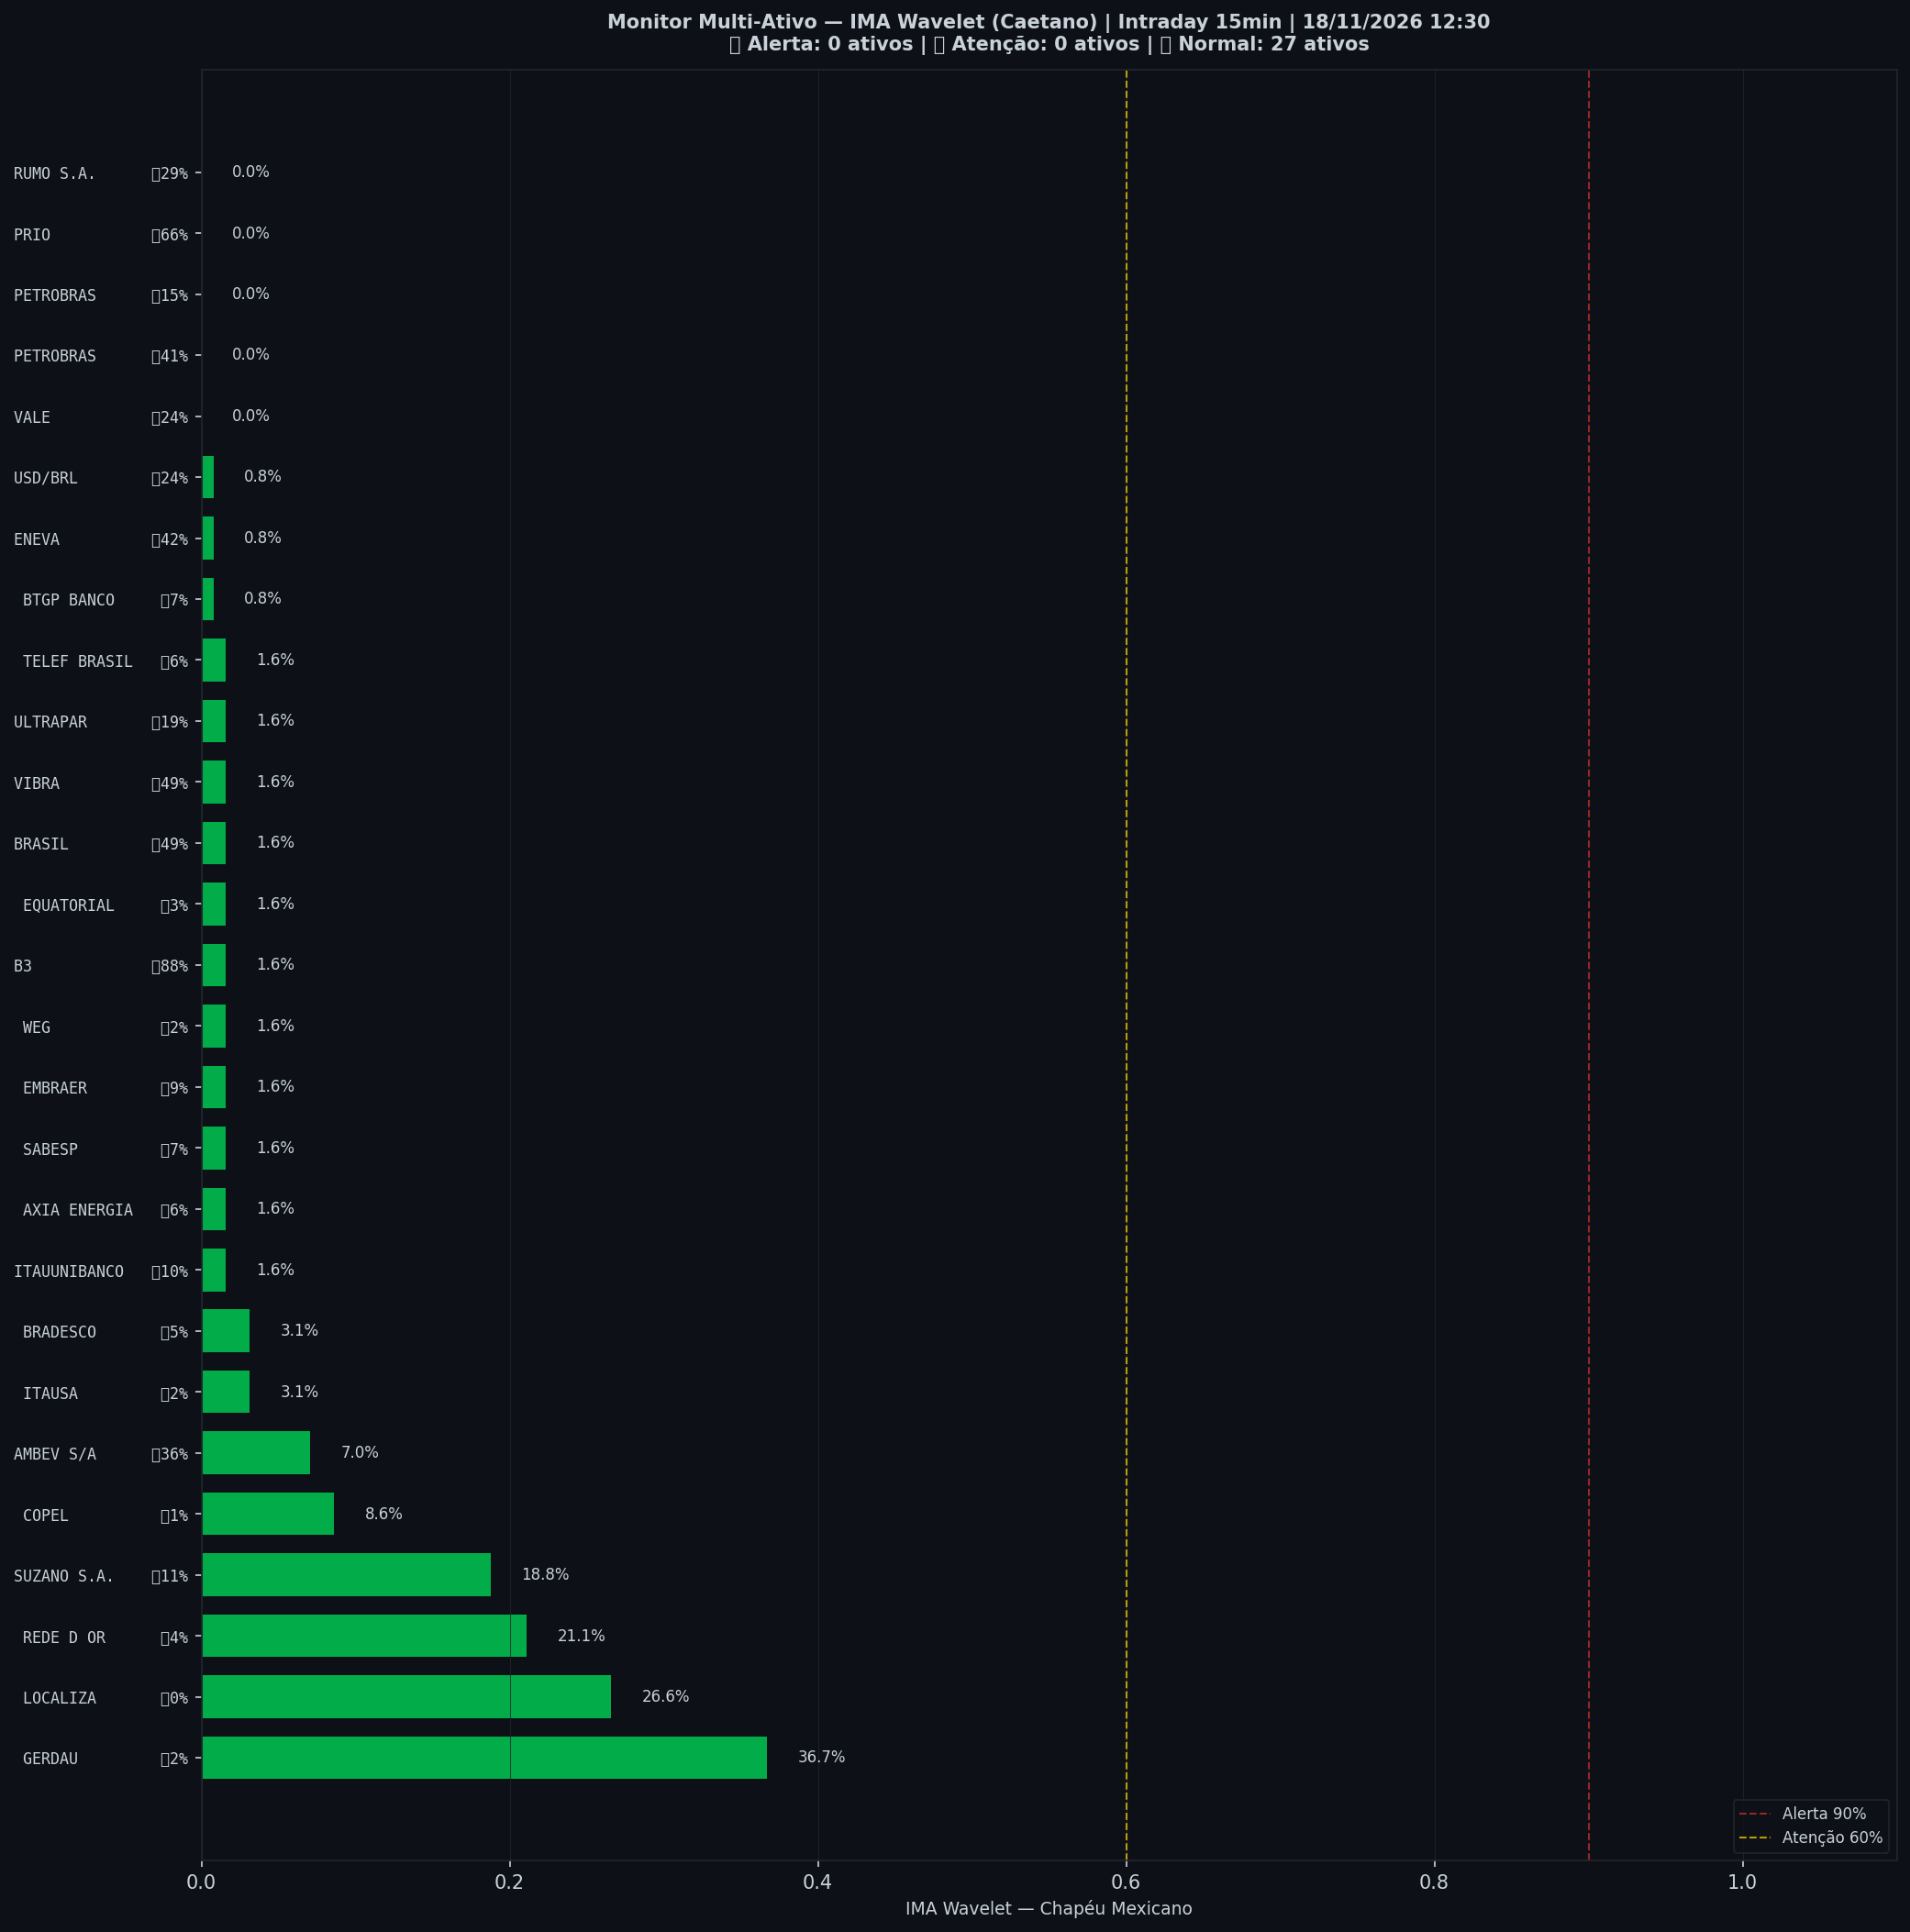 Monitor Multi-Ativo — IMA Wavelet (Caetano) | Intraday 15min | 18/11/2026 12:30
▯ Alerta: 0 ativos | ▯ Atenção: 0 ativos | ▯ Normal: 27 ativos
RUMO S.A. ▯29% 0.0%
PRIO ▯66% 0.0%
PETROBRAS ▯15% 0.0%
PETROBRAS ▯41% 0.0%
VALE ▯24% 0.0%
USD/BRL ▯24% 0.8%
ENEVA ▯42% 0.8%
BTGP BANCO ▯7% 0.8%
TELEF BRASIL ▯6% 1.6%
ULTRAPAR ▯19% 1.6%
VIBRA ▯49% 1.6%
BRASIL ▯49% 1.6%
EQUATORIAL ▯3% 1.6%
B3 ▯88% 1.6%
WEG ▯2% 1.6%
EMBRAER ▯9% 1.6%
SABESP ▯7% 1.6%
AXIA ENERGIA ▯6% 1.6%
ITAUUNIBANCO ▯10% 1.6%
BRADESCO ▯5% 3.1%
ITAUSA ▯2% 3.1%
AMBEV S/A ▯36% 7.0%
COPEL ▯1% 8.6%
SUZANO S.A. ▯11% 18.8%
REDE D OR ▯4% 21.1%
LOCALIZA ▯0% 26.6%
GERDAU ▯2% 36.7%
Alerta 90%
Atenção 60%
0.0 0.2 0.4 0.6 0.8 1.0
IMA Wavelet — Chapéu Mexicano